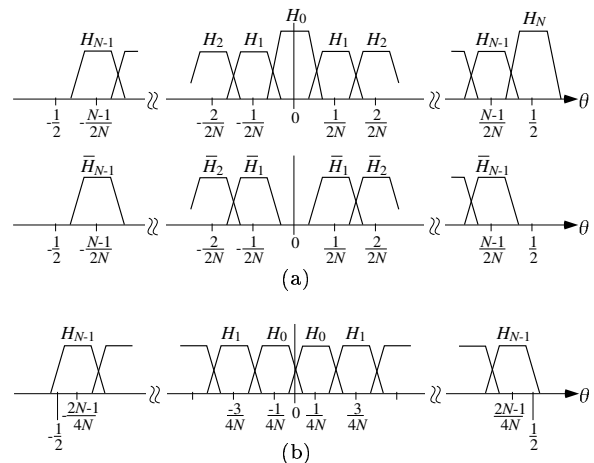 H_0 H_N
H_{N-1} H_2 H_1 H_1 H_2 H_{N-1}
θ
-1/2 -N-1/2N -2/2N -1/2N 0 1/2N 2/2N N-1/2N 1/2
H̅_{N-1} H̅_2 H̅_1 H̅_1 H̅_2 H̅_{N-1}
θ
-1/2 -N-1/2N -2/2N -1/2N 0 1/2N 2/2N N-1/2N 1/2
(a)
H_{N-1} H_1 H_0 H_0 H_1 H_{N-1}
θ
-1/2 -2N-1/4N -3/4N -1/4N 0 1/4N 3/4N 2N-1/4N 1/2
(b)